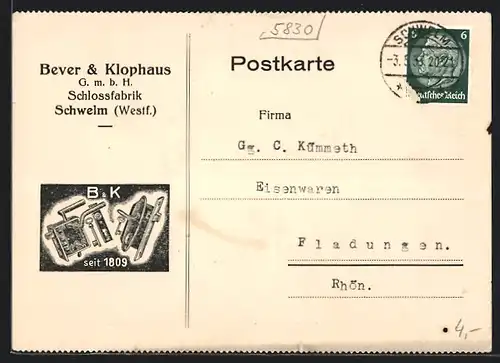 5830
Bever & Klophaus
G. m. b. H.
Schlossfabrik
Schwelm (Westf.)
B & K
seit 1809
Postkarte
SCHWELM
6
Deutsches Reich
Firma
Gg. C. Kümmeth
Eisenwaren
Fladungen.
Rhön.
4,-